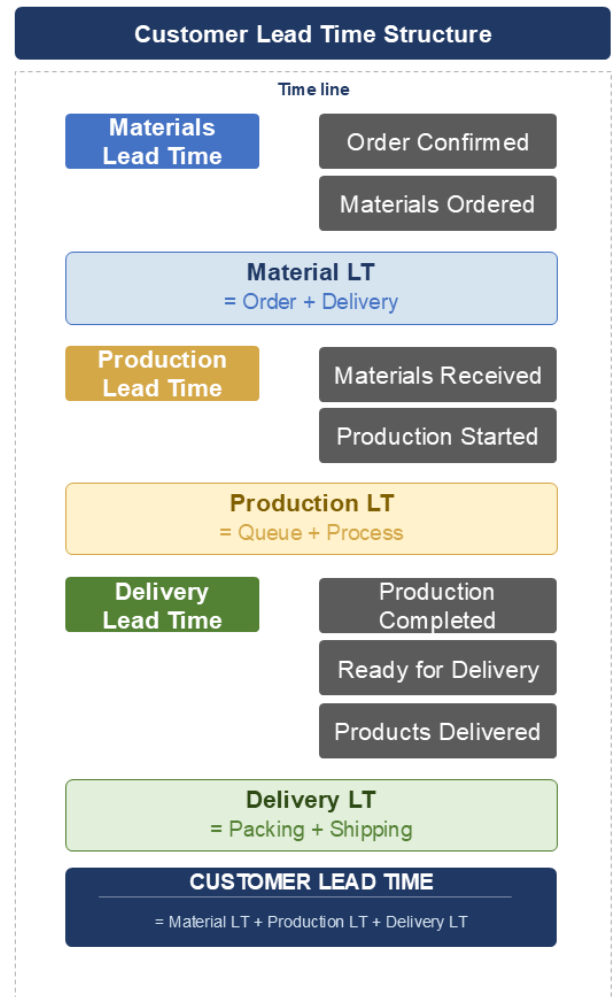 Customer Lead Time Structure
Time line
Materials
Lead Time
Order Confirmed
Materials Ordered
Material LT
= Order + Delivery
Production
Lead Time
Materials Received
Production Started
Production LT
= Queue + Process
Delivery
Lead Time
Production
Completed
Ready for Delivery
Products Delivered
Delivery LT
= Packing + Shipping
CUSTOMER LEAD TIME
= Material LT + Production LT + Delivery LT